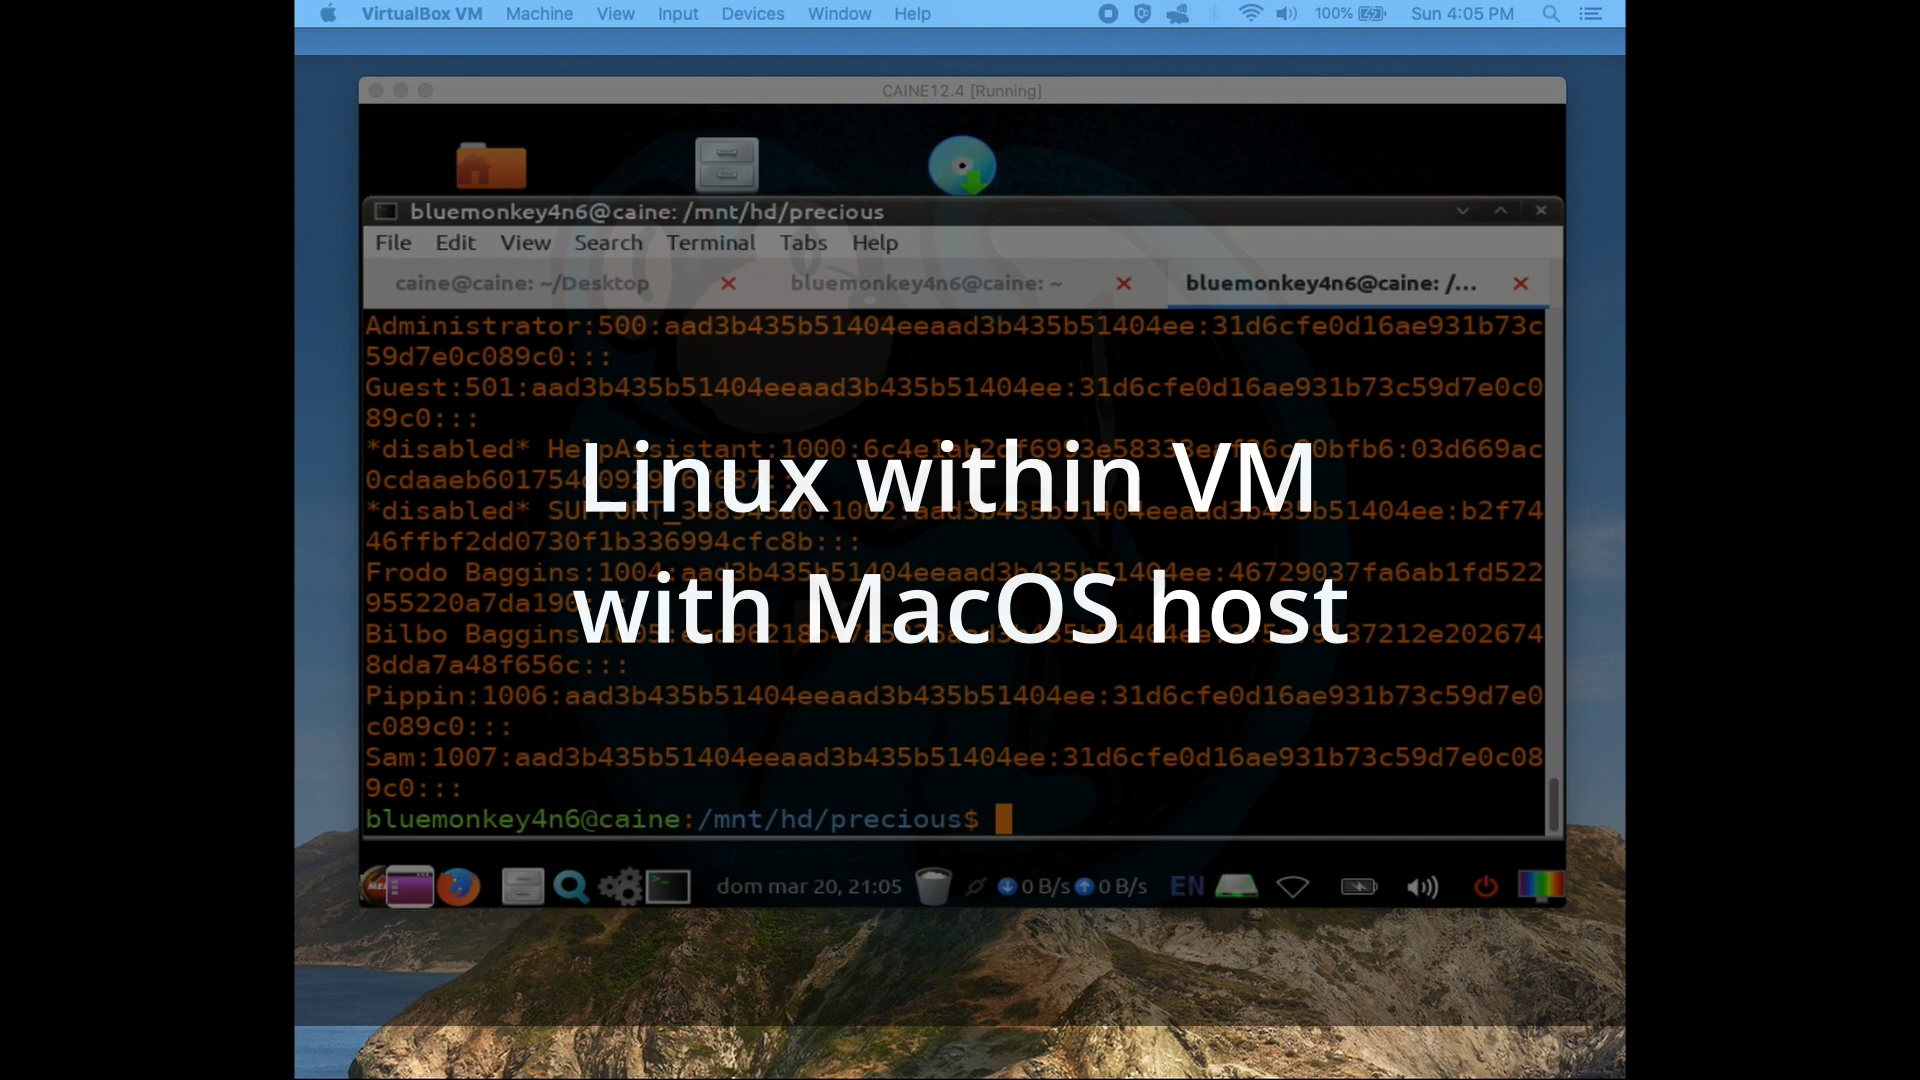 VirtualBox VM Machine View Input Devices Window Help 100% Sun 4:05 PM
CAINE12.4 [Running]
bluemonkey4n6@caine: /mnt/hd/precious
File Edit View Search Terminal Tabs Help
caine@caine: ~/Desktop bluemonkey4n6@caine: ~ bluemonkey4n6@caine: /...
Administrator:500:aad3b435b51404eeaad3b435b51404ee:31d6cfe0d16ae931b73c
59d7e0c089c0:::
Guest:501:aad3b435b51404eeaad3b435b51404ee:31d6cfe0d16ae931b73c59d7e0c0
89c0:::
*disabled*
*disabled*
46ffbf2dd0730f1b336994cfc8b:::
Frodo Baggins:1004:aad3b435b51404eeaad3b435b51404ee:46729037fa6ab1fd522
Bilbo Baggins
8dda7a48f656c:::
Pippin:1006:aad3b435b51404eeaad3b435b51404ee:31d6cfe0d16ae931b73c59d7e0
c089c0:::
Sam:1007:aad3b435b51404eeaad3b435b51404ee:31d6cfe0d16ae931b73c59d7e0c08
9c0:::
bluemonkey4n6@caine:/mnt/hd/precious$
Linux within VM
with MacOS host
dom mar 20, 21:05 0 B/s 0 B/s EN